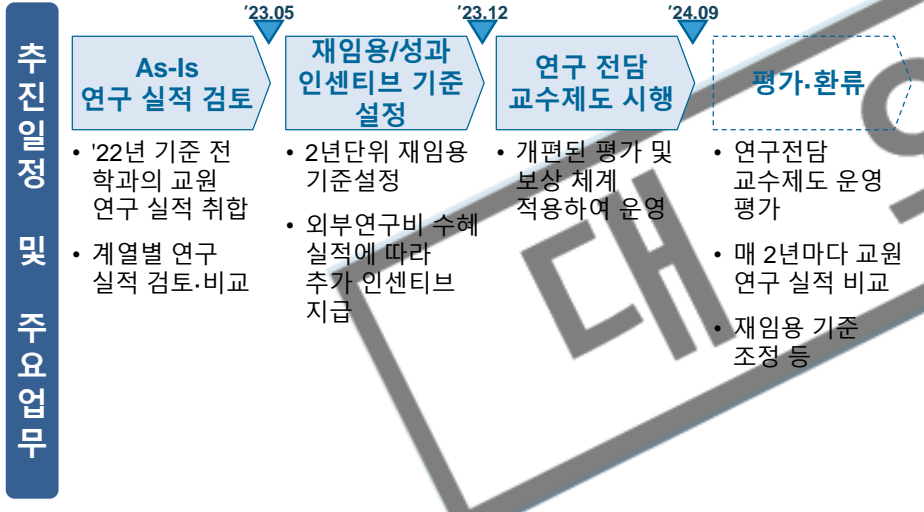 추진일정 및 주요업무
'23.05
'23.12
'24.09
As-Is
연구 실적 검토
재임용/성과
인센티브 기준
설정
연구 전담
교수제도 시행
평가·환류
• '22년 기준 전
학과의 교원
연구 실적 취합
• 계열별 연구
실적 검토·비교
• 2년단위 재임용
기준설정
• 외부연구비 수혜
실적에 따라
추가 인센티브
지급
• 개편된 평가 및
보상 체계
적용하여 운영
• 연구전담
교수제도 운영
평가
• 매 2년마다 교원
연구 실적 비교
• 재임용 기준
조정 등
대